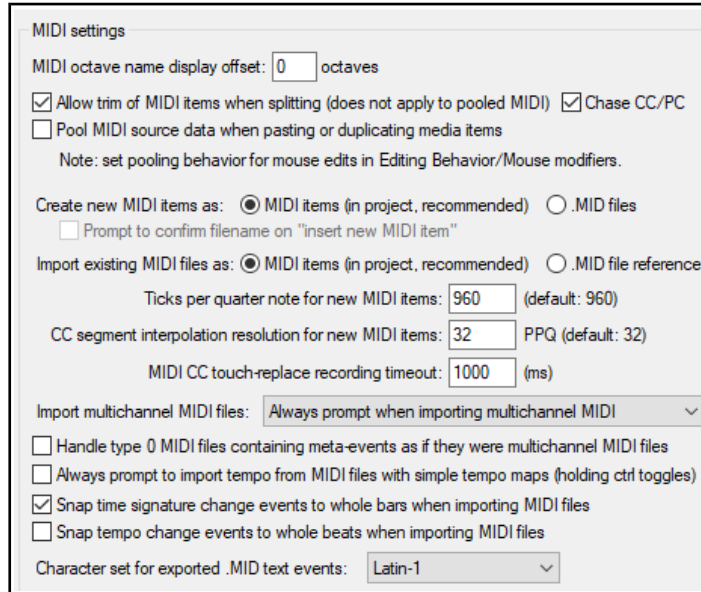 MIDI settings
MIDI octave name display offset: 0 octaves
Allow trim of MIDI items when splitting (does not apply to pooled MIDI) Chase CC/PC
Pool MIDI source data when pasting or duplicating media items
Note: set pooling behavior for mouse edits in Editing Behavior/Mouse modifiers.
Create new MIDI items as: MIDI items (in project, recommended) .MID files
Prompt to confirm filename on "insert new MIDI item"
Import existing MIDI files as: MIDI items (in project, recommended) .MID file reference
Ticks per quarter note for new MIDI items: 960 (default: 960)
CC segment interpolation resolution for new MIDI items: 32 PPQ (default: 32)
MIDI CC touch-replace recording timeout: 1000 (ms)
Import multichannel MIDI files: Always prompt when importing multichannel MIDI
Handle type 0 MIDI files containing meta-events as if they were multichannel MIDI files
Always prompt to import tempo from MIDI files with simple tempo maps (holding ctrl toggles)
Snap time signature change events to whole bars when importing MIDI files
Snap tempo change events to whole beats when importing MIDI files
Character set for exported .MID text events: Latin-1